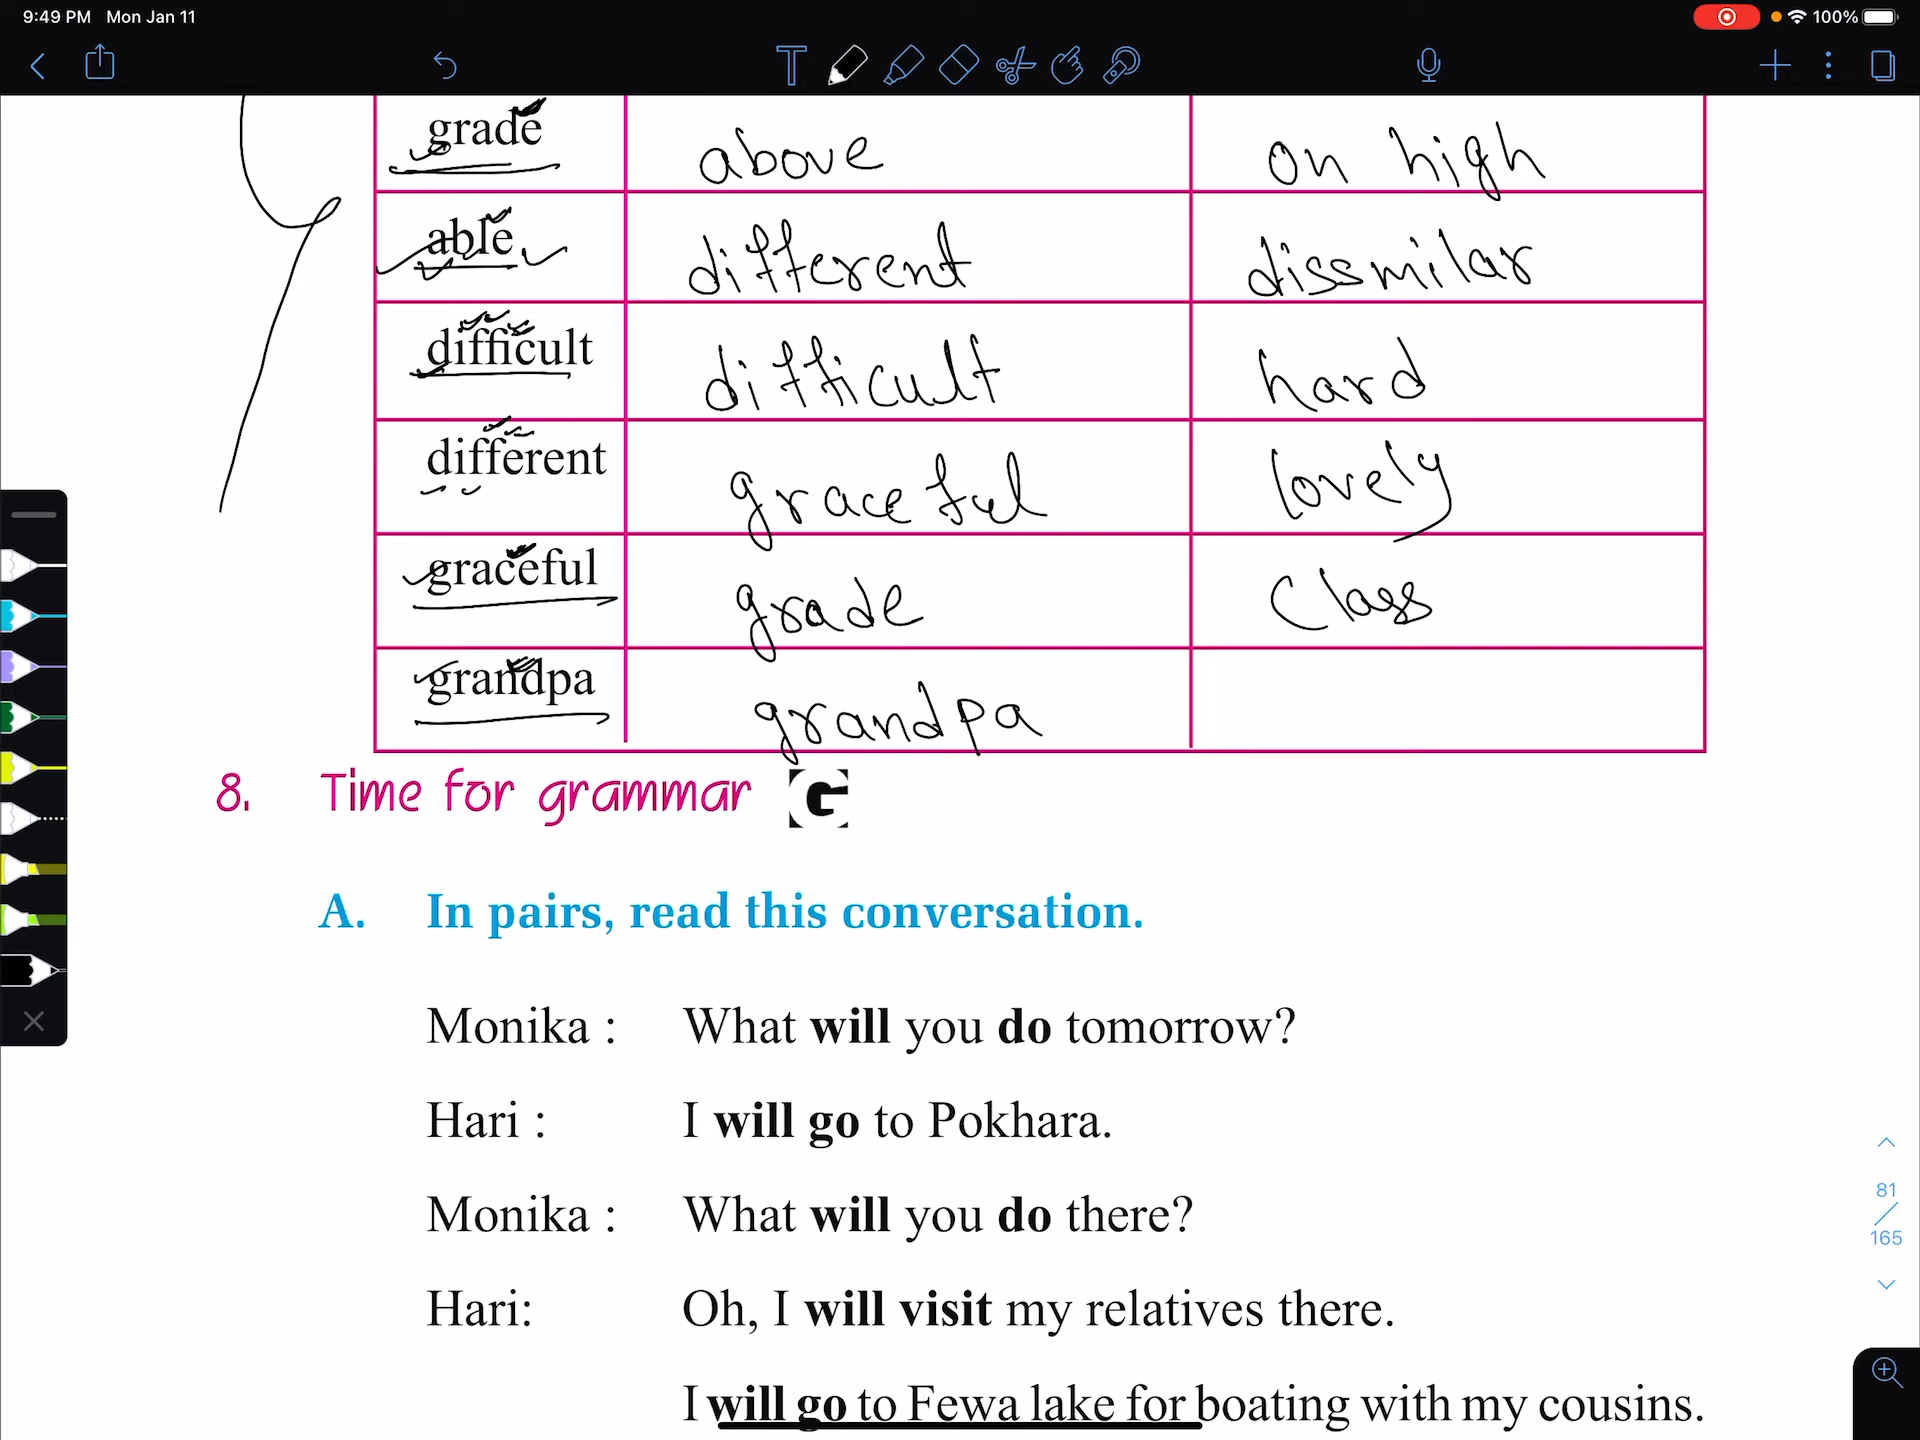 9:49 PM Mon Jan 11 100%
grade above on high
able different dissmilar
difficult difficult hard
different graceful lovely
graceful grade Class
grandpa grandpa
8. Time for grammar G
A. In pairs, read this conversation.
Monika : What will you do tomorrow?
Hari : I will go to Pokhara.
Monika : What will you do there?
81
165
Hari: Oh, I will visit my relatives there.
I will go to Fewa lake for boating with my cousins.